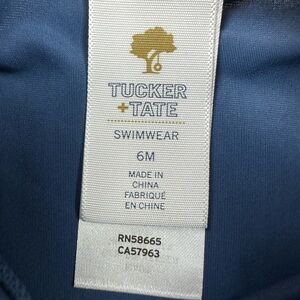 TUCKER
+TATE
SWIMWEAR
6M
MADE IN
CHINA
FABRIQUÉ
EN CHINE
RN58665
CA57963